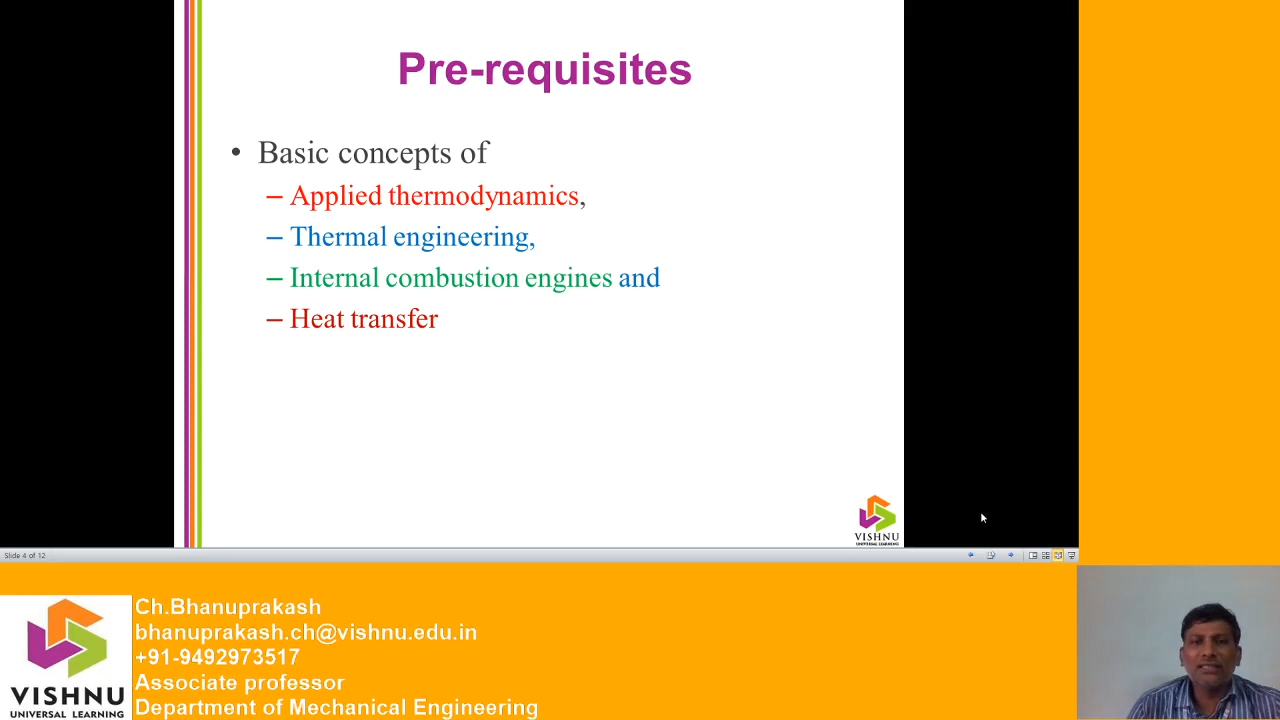 Pre-requisites
• Basic concepts of
– Applied thermodynamics,
– Thermal engineering,
– Internal combustion engines and
– Heat transfer
VISHNU
UNIVERSAL LEARNING
Slide 4 of 12
VISHNU
UNIVERSAL LEARNING
Ch.Bhanuprakash
bhanuprakash.ch@vishnu.edu.in
+91-9492973517
Associate professor
Department of Mechanical Engineering